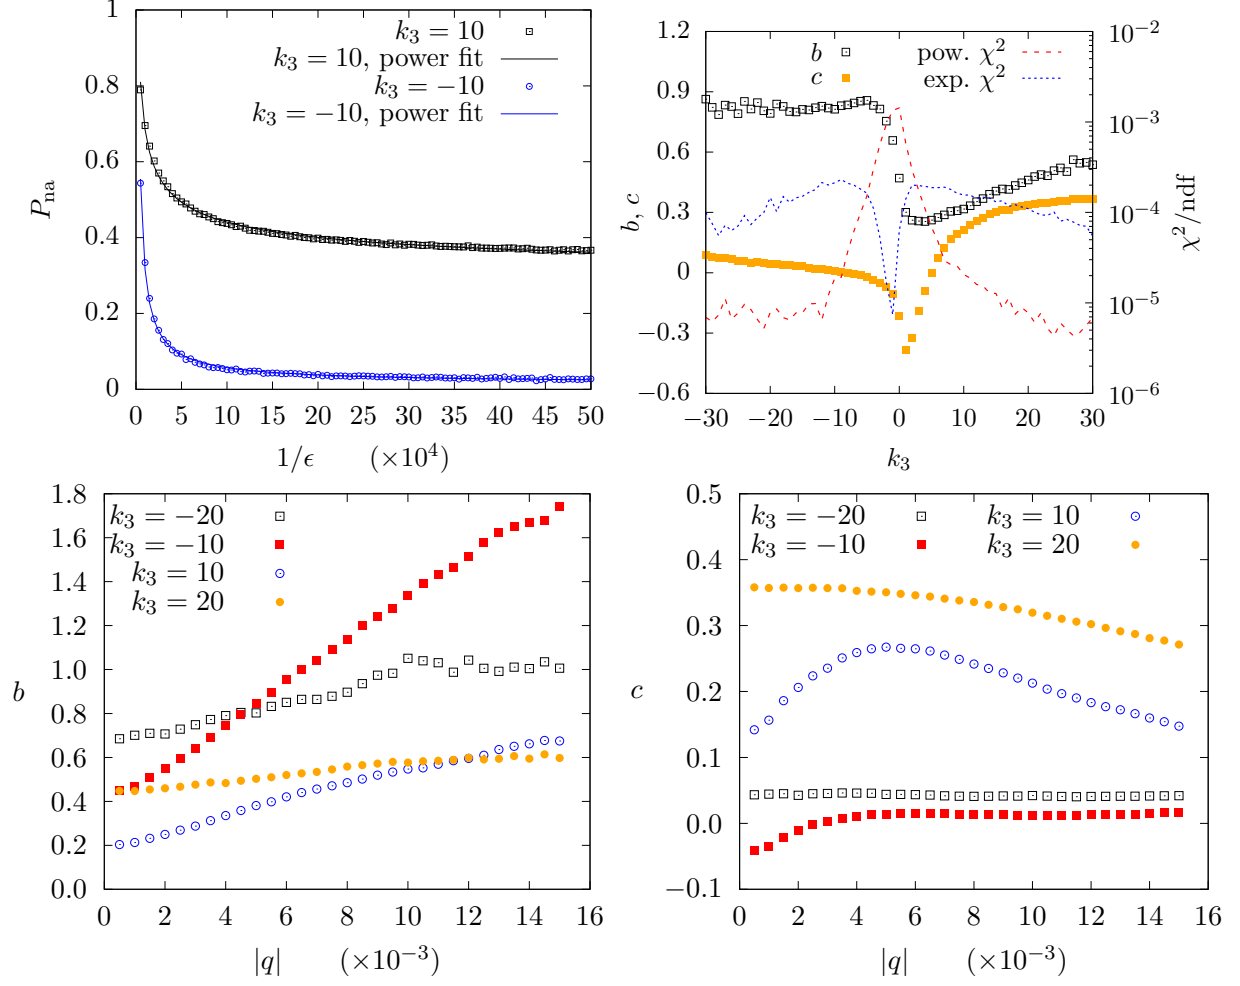 1
0.8
0.6
0.4
0.2
0
P_na
k₃ = 10
k₃ = 10, power fit
k₃ = −10
k₃ = −10, power fit
0 5 10 15 20 25 30 35 40 45 50
1/ϵ (×10⁴)
1.2
0.9
0.6
0.3
0
−0.3
−0.6
b, c
b
c
pow. χ²
exp. χ²
10⁻²
10⁻³
10⁻⁴
10⁻⁵
10⁻⁶
χ²/ndf
−30 −20 −10 0 10 20 30
k₃
1.8
1.6
1.4
1.2
1.0
0.8
0.6
0.4
0.2
0.0
b
k₃ = −20
k₃ = −10
k₃ = 10
k₃ = 20
0 2 4 6 8 10 12 14 16
|q| (×10⁻³)
0.5
0.4
0.3
0.2
0.1
0.0
−0.1
c
k₃ = −20
k₃ = −10
k₃ = 10
k₃ = 20
0 2 4 6 8 10 12 14 16
|q| (×10⁻³)